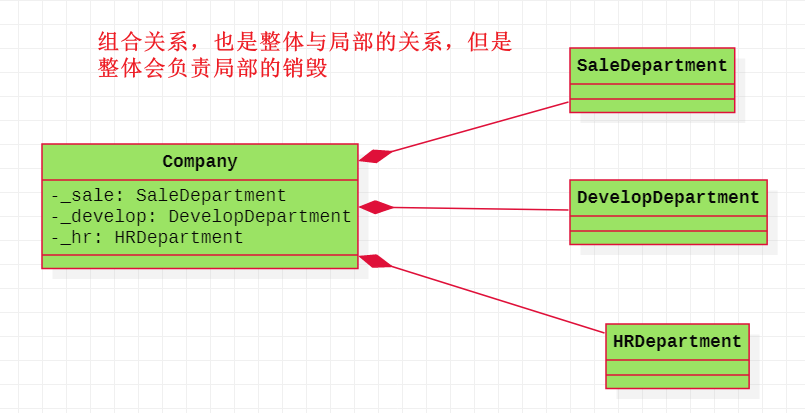 组合关系，也是整体与局部的关系，但是
整体会负责局部的销毁
SaleDepartment
Company
-_sale: SaleDepartment
-_develop: DevelopDepartment
-_hr: HRDepartment
DevelopDepartment
HRDepartment